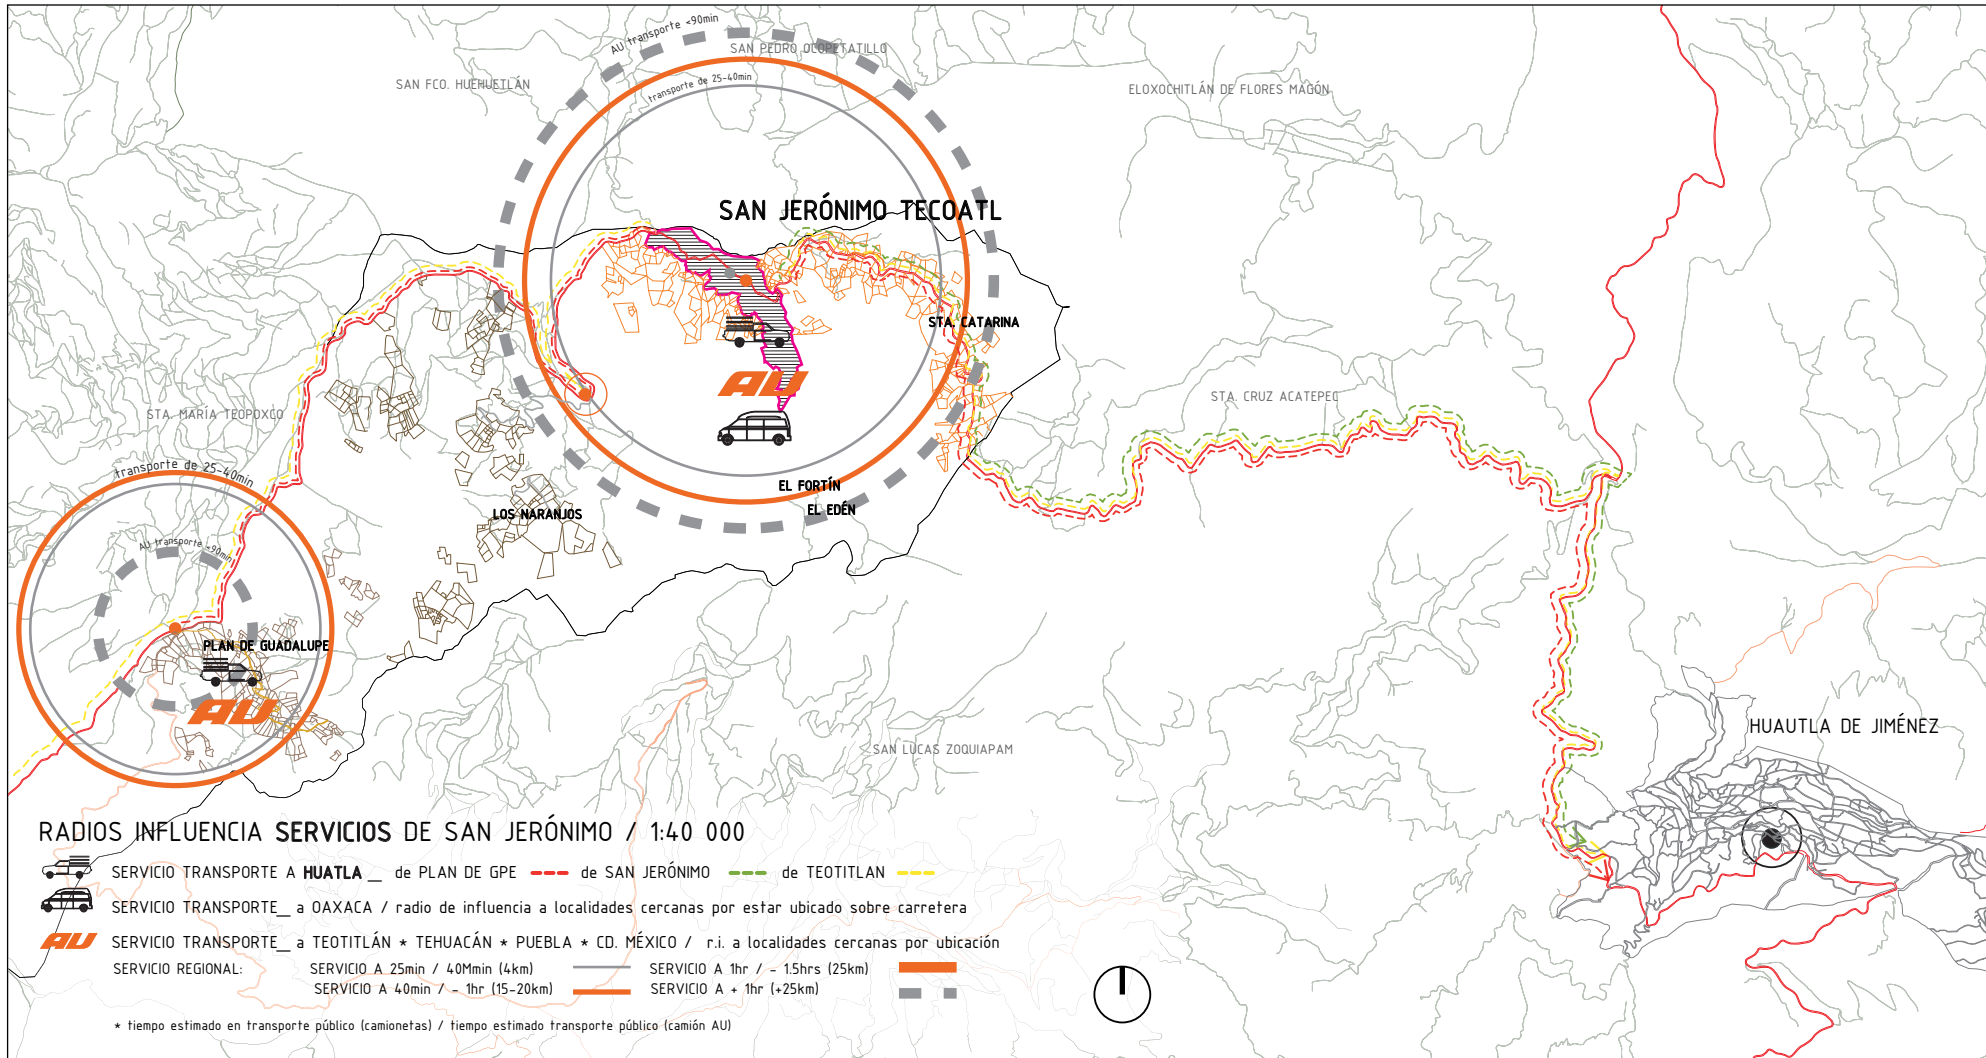 AU transporte <90min
SAN PEDRO OCOPETATILLO
SAN FCO. HUEHUETLÁN
transporte de 25-40min
ELOXOCHITLÁN DE FLORES MAGÓN
SAN JERÓNIMO TECOATL
STA. CATARINA
AU
STA. CRUZ ACATEPEC
STA. MARÍA TEOPOXCO
transporte de 25-40min
EL FORTÍN
EL EDÉN
LOS NARANJOS
AU transporte <90min
PLAN DE GUADALUPE
AU
HUAUTLA DE JIMÉNEZ
SAN LUCAS ZOQUIAPAM
RADIOS INFLUENCIA SERVICIOS DE SAN JERÓNIMO / 1:40 000
SERVICIO TRANSPORTE A HUATLA _ de PLAN DE GPE de SAN JERÓNIMO de TEOTITLAN
SERVICIO TRANSPORTE_ a OAXACA / radio de influencia a localidades cercanas por estar ubicado sobre carretera
AU SERVICIO TRANSPORTE_ a TEOTITLÁN * TEHUACÁN * PUEBLA * CD. MÉXICO / r.i. a localidades cercanas por ubicación
SERVICIO REGIONAL: SERVICIO A 25min / 40Mmin (4km) SERVICIO A 1hr / - 1.5hrs (25km)
SERVICIO A 40min / - 1hr (15-20km) SERVICIO A + 1hr (+25km)
* tiempo estimado en transporte público (camionetas) / tiempo estimado transporte público (camión AU)